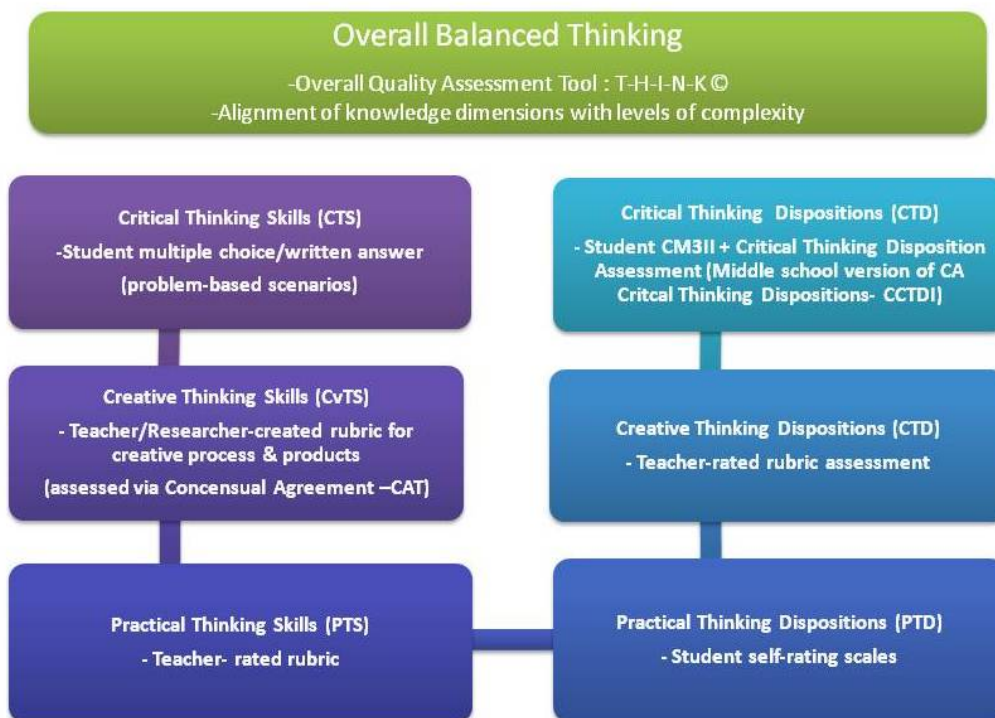 Overall Balanced Thinking
-Overall Quality Assessment Tool : T-H-I-N-K ©
-Alignment of knowledge dimensions with levels of complexity
Critical Thinking Skills (CTS)
-Student multiple choice/written answer
(problem-based scenarios)
Critical Thinking Dispositions (CTD)
- Student CM3II + Critical Thinking Disposition
Assessment (Middle school version of CA
Critcal Thinking Dispositions- CCTDI)
Creative Thinking Skills (CvTS)
- Teacher/Researcher-created rubric for
creative process & products
(assessed via Concensual Agreement –CAT)
Creative Thinking Dispositions (CTD)
- Teacher-rated rubric assessment
Practical Thinking Skills (PTS)
- Teacher- rated rubric
Practical Thinking Dispositions (PTD)
- Student self-rating scales